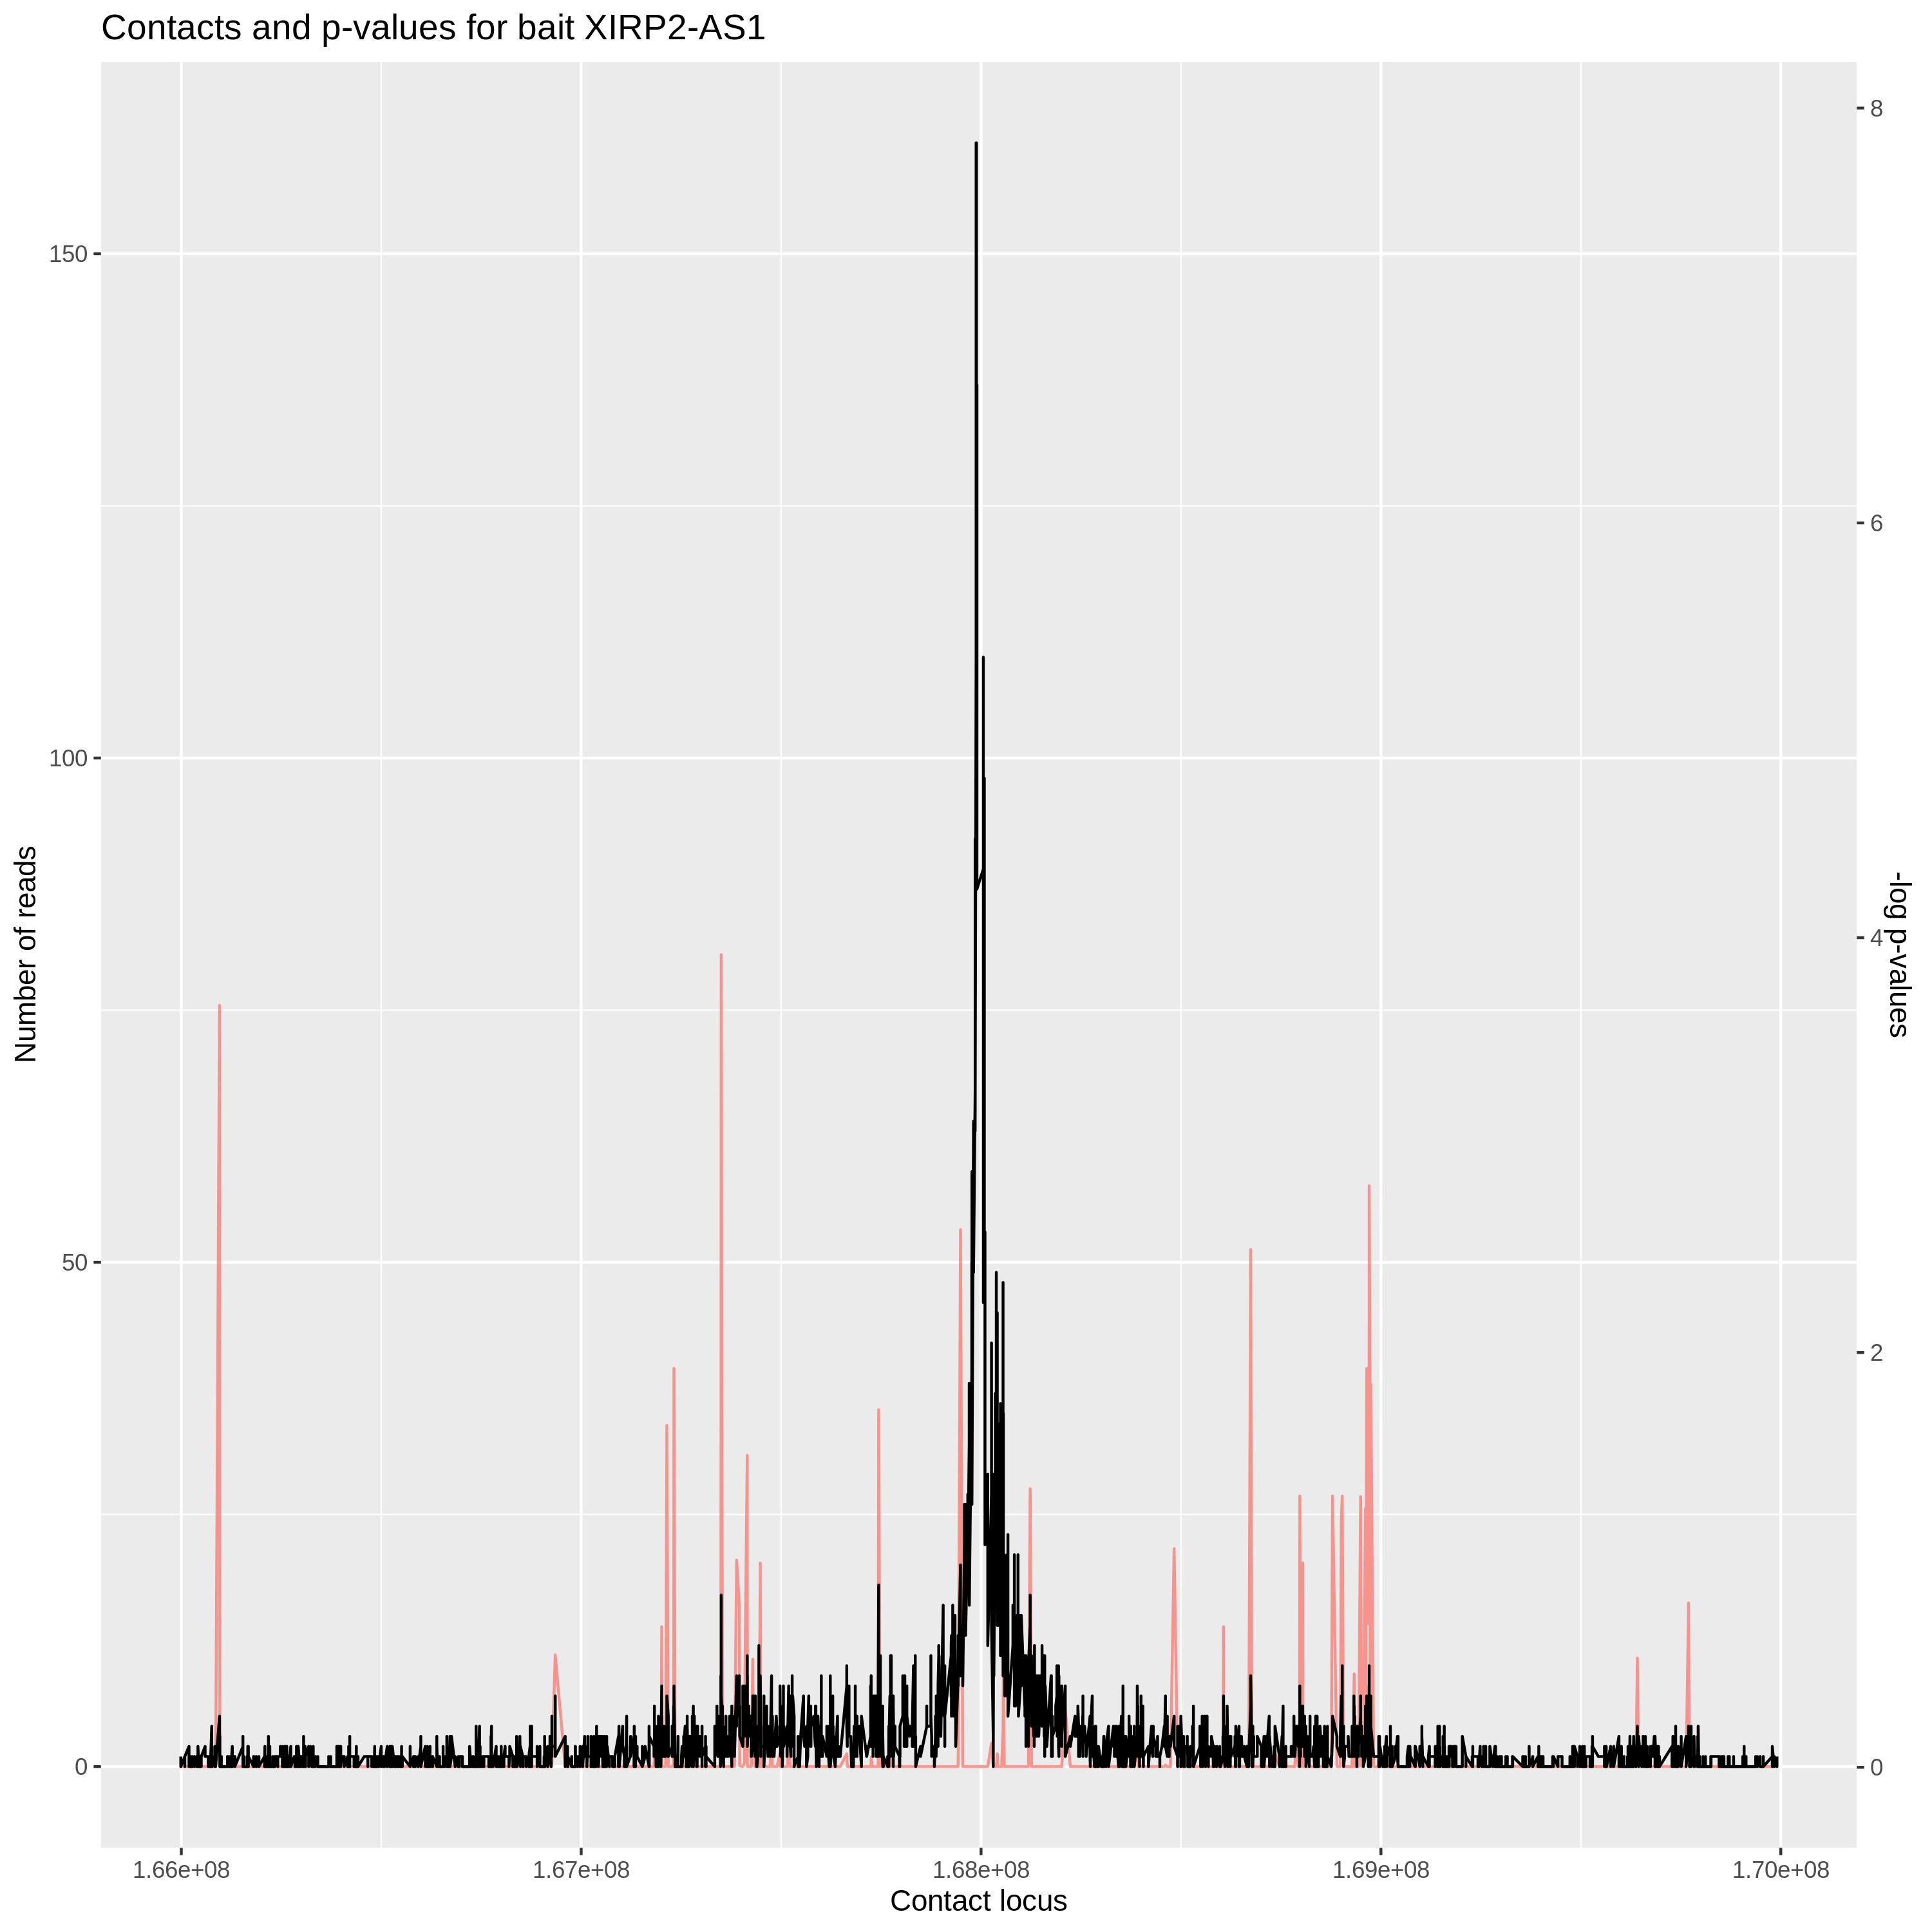 Contacts and p-values for bait XIRP2-AS1
150
100
50
0
Number of reads
8
6
4
2
0
-log p-values
1.66e+08 1.67e+08 1.68e+08 1.69e+08 1.70e+08
Contact locus